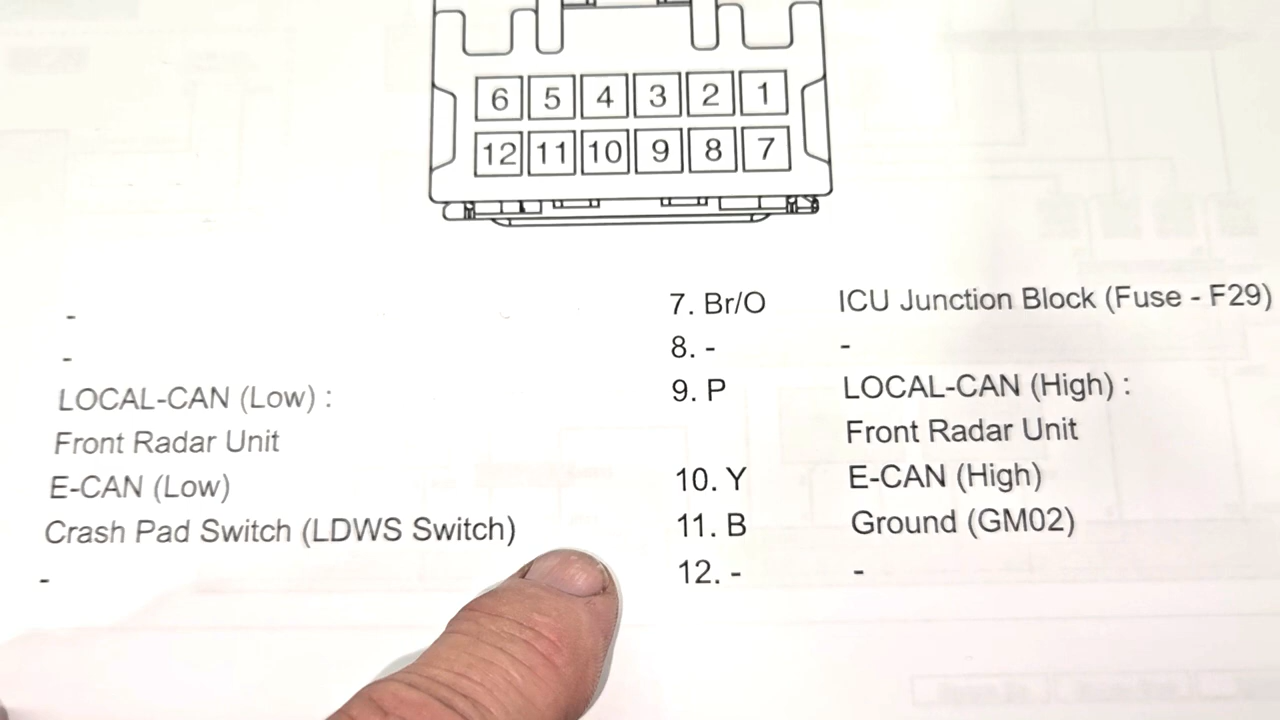 6 5 4 3 2 1
12 11 10 9 8 7
-
-
LOCAL-CAN (Low) :
Front Radar Unit
E-CAN (Low)
Crash Pad Switch (LDWS Switch)
-
7. Br/O ICU Junction Block (Fuse - F29)
8. - -
9. P LOCAL-CAN (High) :
Front Radar Unit
10. Y E-CAN (High)
11. B Ground (GM02)
12. - -